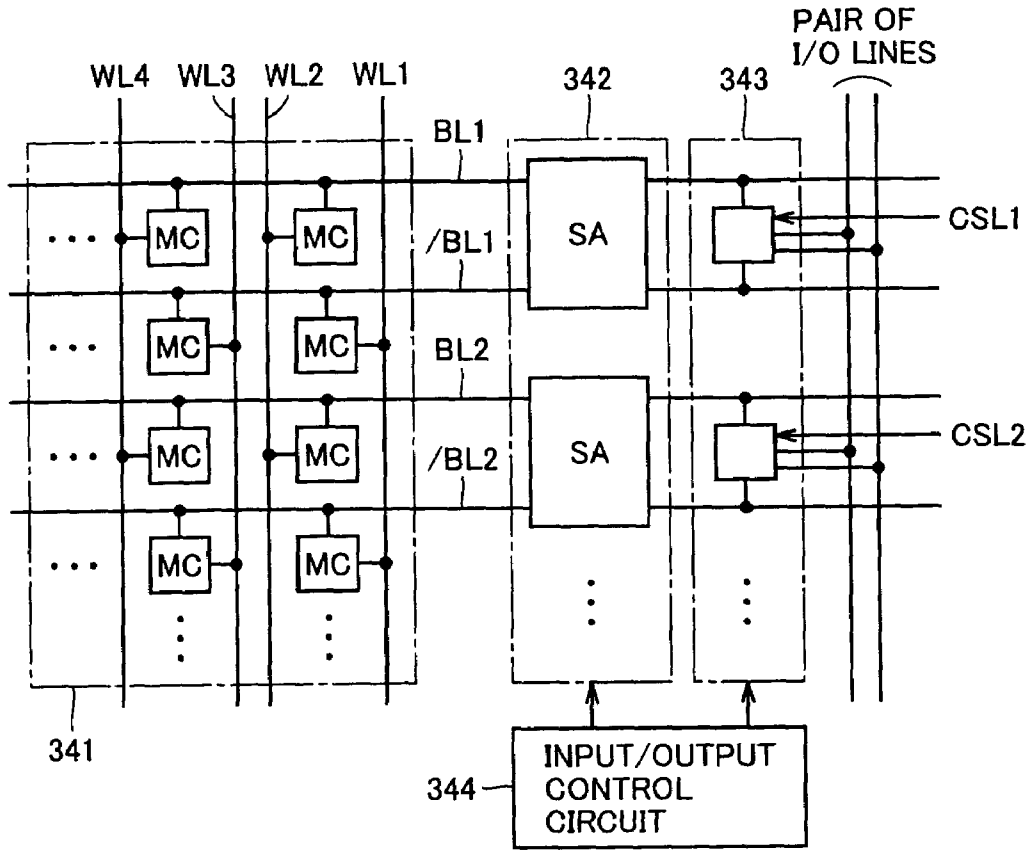 PAIR OF
I/O LINES
WL4 WL3 WL2 WL1 342 343
BL1
MC MC SA CSL1
/BL1
MC MC
BL2
MC MC SA CSL2
/BL2
MC MC
341
344 INPUT/OUTPUT
CONTROL
CIRCUIT